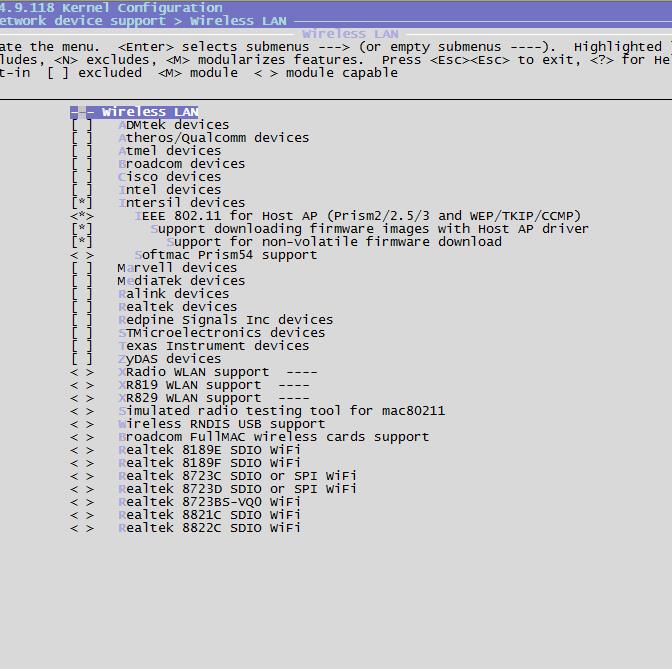 4.9.118 Kernel Configuration
etwork device support > Wireless LAN
Wireless LAN
ate the menu. <Enter> selects submenus ---> (or empty submenus ----). Highlighted
ludes, <N> excludes, <M> modularizes features. Press <Esc><Esc> to exit, <?> for He
t-in [ ] excluded <M> module < > module capable
--- Wireless LAN
[ ] ADMtek devices
[ ] Atheros/Qualcomm devices
[ ] Atmel devices
[ ] Broadcom devices
[ ] Cisco devices
[ ] Intel devices
[*] Intersil devices
<*> IEEE 802.11 for Host AP (Prism2/2.5/3 and WEP/TKIP/CCMP)
[*] Support downloading firmware images with Host AP driver
[*] Support for non-volatile firmware download
< > Softmac Prism54 support
[ ] Marvell devices
[ ] MediaTek devices
[ ] Ralink devices
[ ] Realtek devices
[ ] Redpine Signals Inc devices
[ ] STMicroelectronics devices
[ ] Texas Instrument devices
[ ] ZyDAS devices
< > XRadio WLAN support ----
< > XR819 WLAN support ----
< > XR829 WLAN support ----
< > Simulated radio testing tool for mac80211
< > Wireless RNDIS USB support
< > Broadcom FullMAC wireless cards support
< > Realtek 8189E SDIO WiFi
< > Realtek 8189F SDIO WiFi
< > Realtek 8723C SDIO or SPI WiFi
< > Realtek 8723D SDIO or SPI WiFi
< > Realtek 8723BS-VQ0 WiFi
< > Realtek 8821C SDIO WiFi
< > Realtek 8822C SDIO WiFi